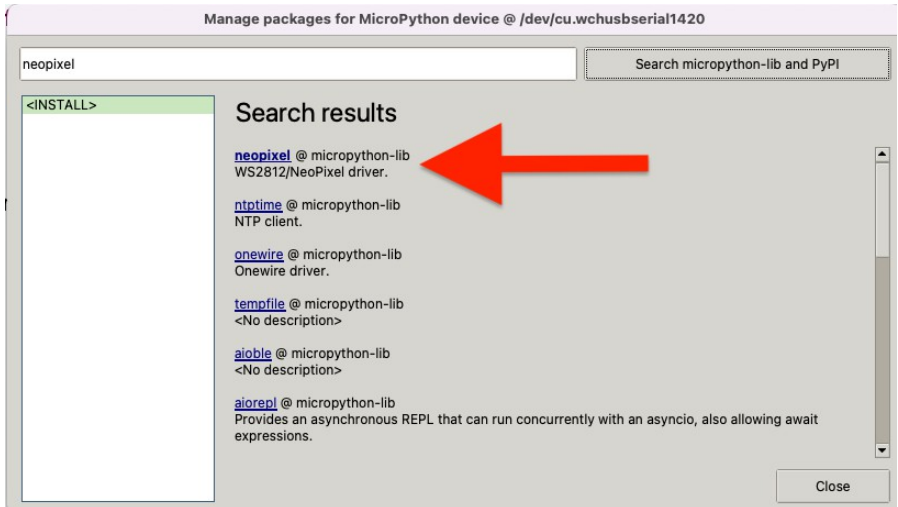 Manage packages for MicroPython device @ /dev/cu.wchusbserial1420
neopixel
Search micropython-lib and PyPI
<INSTALL>
Search results
neopixel @ micropython-lib
WS2812/NeoPixel driver.
ntptime @ micropython-lib
NTP client.
onewire @ micropython-lib
Onewire driver.
tempfile @ micropython-lib
<No description>
aioble @ micropython-lib
<No description>
aiorepl @ micropython-lib
Provides an asynchronous REPL that can run concurrently with an asyncio, also allowing await
expressions.
Close